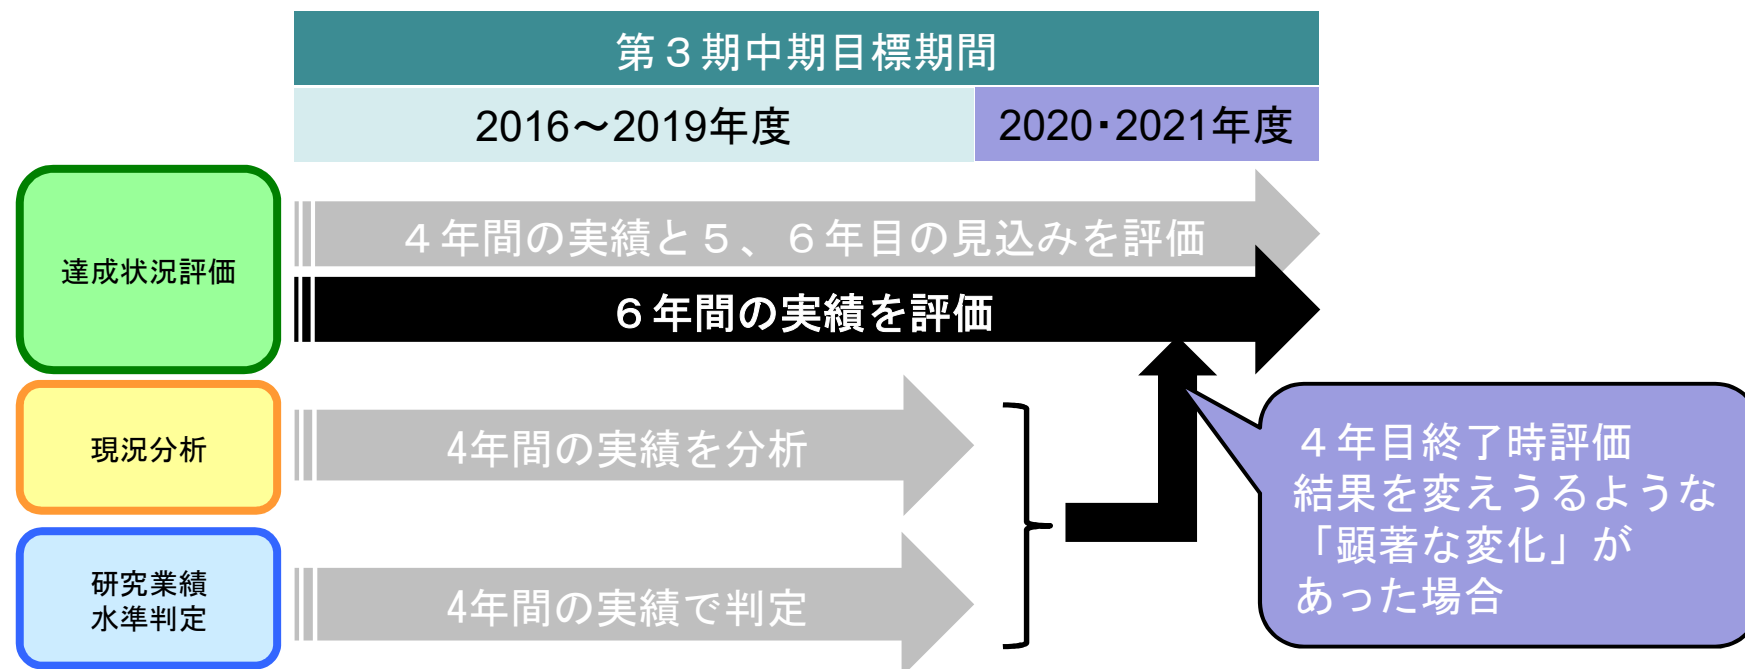 第３期中期目標期間
2016～2019年度
2020・2021年度
達成状況評価
４年間の実績と５、６年目の見込みを評価
６年間の実績を評価
現況分析
4年間の実績を分析
研究業績
水準判定
4年間の実績で判定
４年目終了時評価
結果を変えうるような
「顕著な変化」が
あった場合